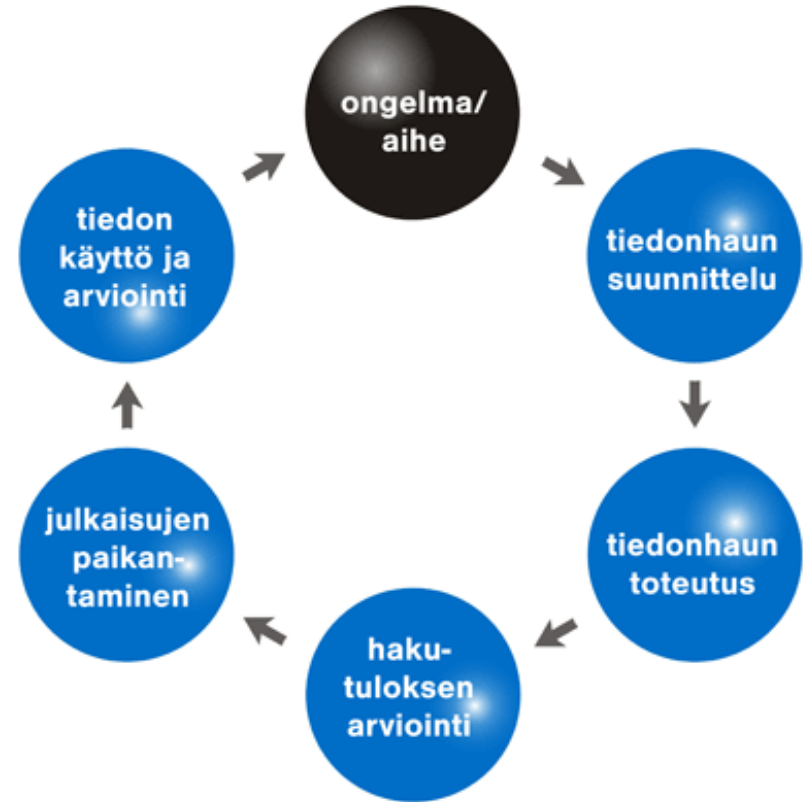 ongelma/
aihe
tiedonhaun
suunnittelu
tiedonhaun
toteutus
haku-
tuloksen
arviointi
julkaisujen
paikan-
taminen
tiedon
käyttö ja
arviointi